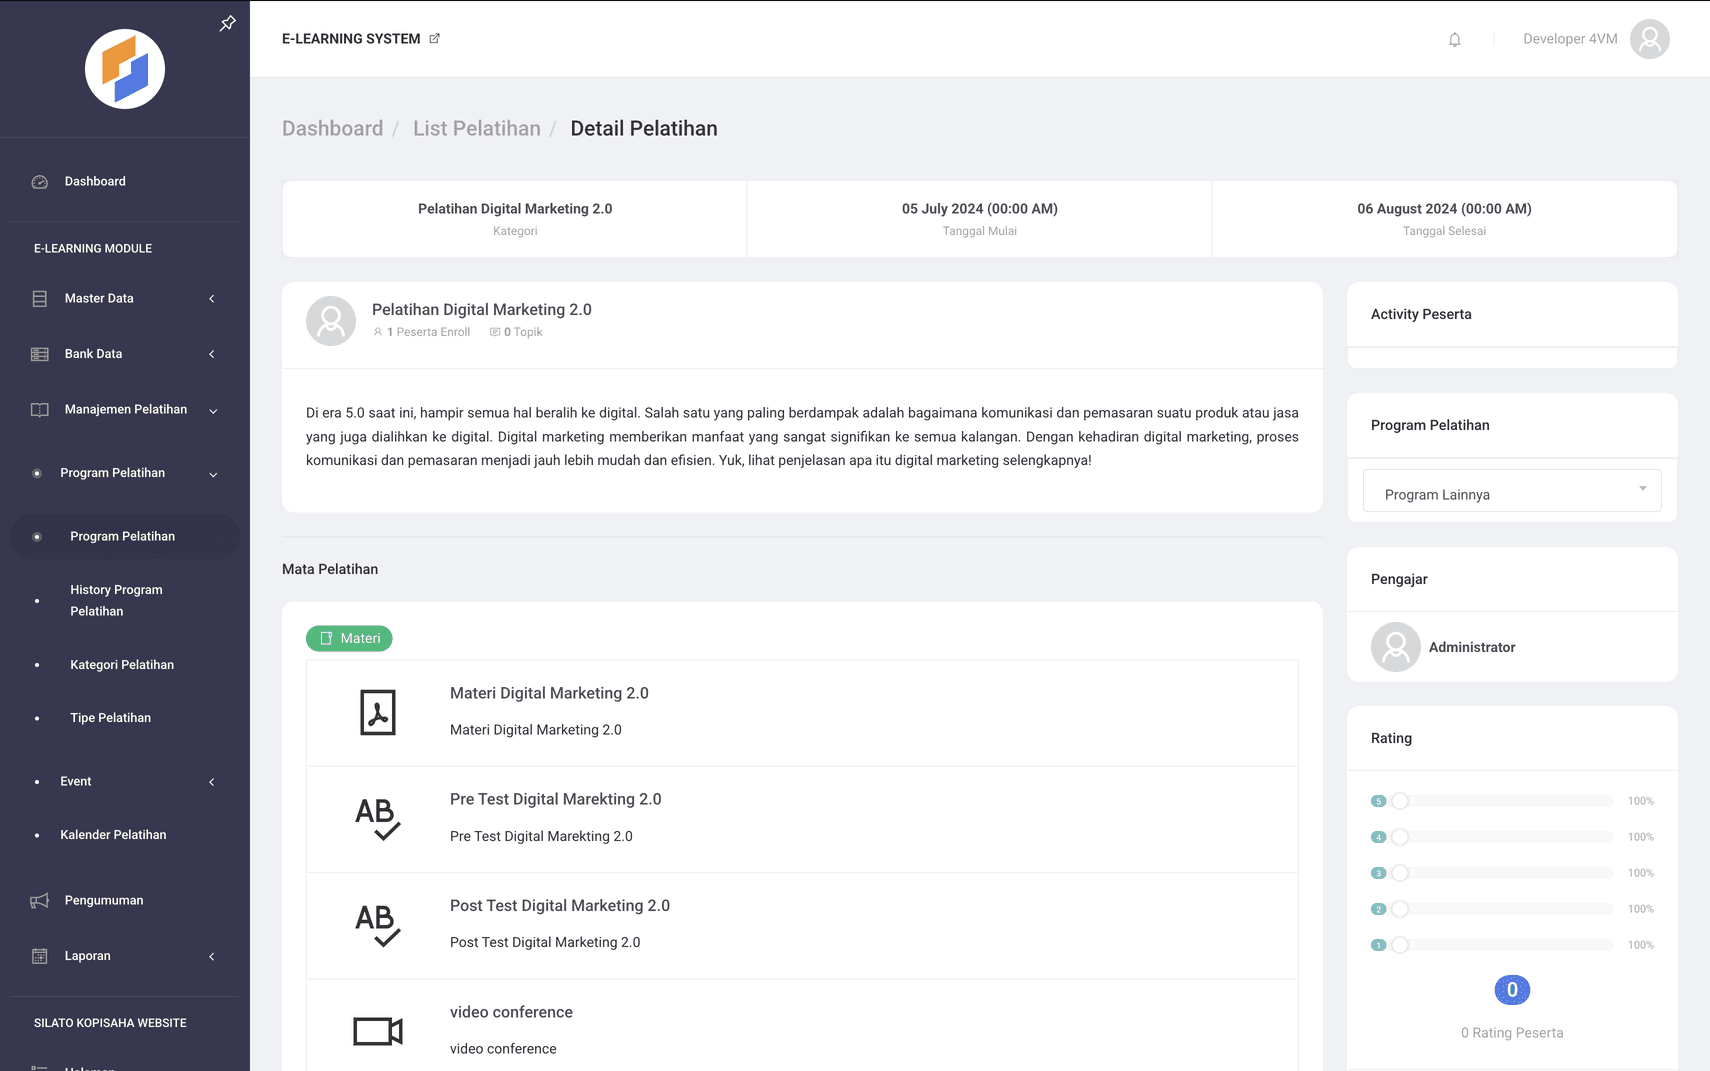 E-LEARNING SYSTEM
Developer 4VM
Dashboard
E-LEARNING MODULE
Master Data
Bank Data
Manajemen Pelatihan
Program Pelatihan
Program Pelatihan
History Program
Pelatihan
Kategori Pelatihan
Tipe Pelatihan
Event
Kalender Pelatihan
Pengumuman
Laporan
SILATO KOPISAHA WEBSITE
Dashboard / List Pelatihan / Detail Pelatihan
Pelatihan Digital Marketing 2.0
Kategori
05 July 2024 (00:00 AM)
Tanggal Mulai
06 August 2024 (00:00 AM)
Tanggal Selesai
Pelatihan Digital Marketing 2.0
1 Peserta Enroll 0 Topik
Di era 5.0 saat ini, hampir semua hal beralih ke digital. Salah satu yang paling berdampak adalah bagaimana komunikasi dan pemasaran suatu produk atau jasa
yang juga dialihkan ke digital. Digital marketing memberikan manfaat yang sangat signifikan ke semua kalangan. Dengan kehadiran digital marketing, proses
komunikasi dan pemasaran menjadi jauh lebih mudah dan efisien. Yuk, lihat penjelasan apa itu digital marketing selengkapnya!
Mata Pelatihan
Materi
Materi Digital Marketing 2.0
Materi Digital Marketing 2.0
AB
Pre Test Digital Marekting 2.0
Pre Test Digital Marekting 2.0
AB
Post Test Digital Marketing 2.0
Post Test Digital Marketing 2.0
video conference
video conference
Activity Peserta
Program Pelatihan
Program Lainnya
Pengajar
Administrator
Rating
5 100%
4 100%
3 100%
2 100%
1 100%
0
0 Rating Peserta